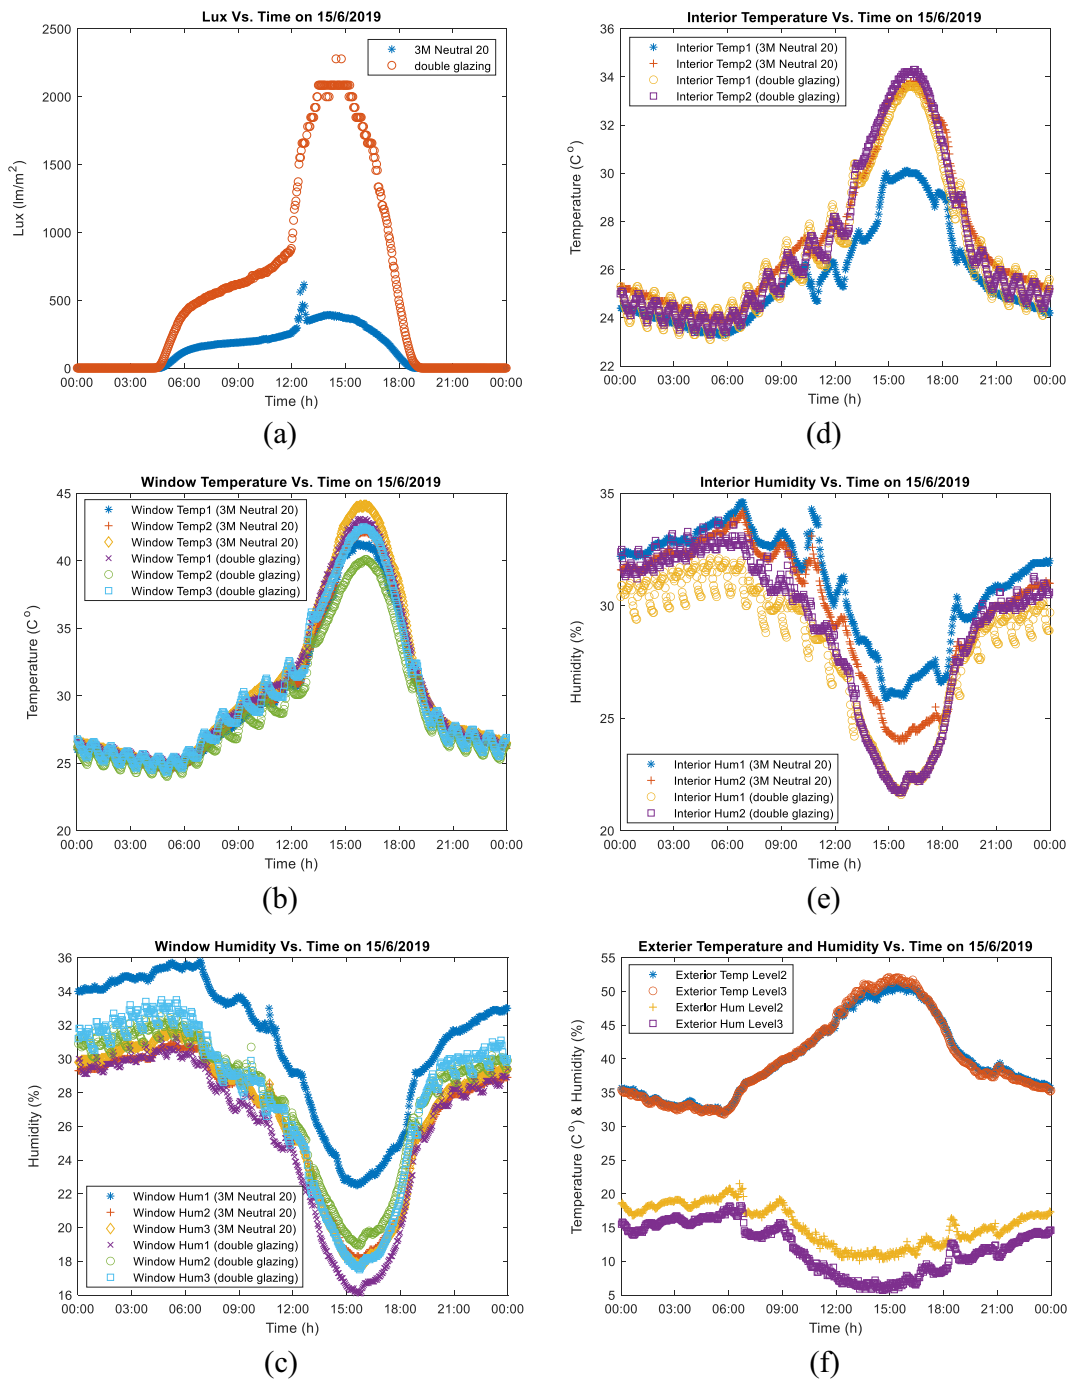 Lux Vs. Time on 15/6/2019
2500
2000
1500
1000
500
0
Lux (lm/m²)
3M Neutral 20
double glazing
00:00 03:00 06:00 09:00 12:00 15:00 18:00 21:00 00:00
Time (h)
(a)
Interior Temperature Vs. Time on 15/6/2019
36
34
32
30
28
26
24
22
Temperature (C°)
Interior Temp1 (3M Neutral 20)
Interior Temp2 (3M Neutral 20)
Interior Temp1 (double glazing)
Interior Temp2 (double glazing)
00:00 03:00 06:00 09:00 12:00 15:00 18:00 21:00 00:00
Time (h)
(d)
Window Temperature Vs. Time on 15/6/2019
45
40
35
30
25
20
Temperature (C°)
Window Temp1 (3M Neutral 20)
Window Temp2 (3M Neutral 20)
Window Temp3 (3M Neutral 20)
Window Temp1 (double glazing)
Window Temp2 (double glazing)
Window Temp3 (double glazing)
00:00 03:00 06:00 09:00 12:00 15:00 18:00 21:00 00:00
Time (h)
(b)
Interior Humidity Vs. Time on 15/6/2019
35
30
25
20
Humidity (%)
Interior Hum1 (3M Neutral 20)
Interior Hum2 (3M Neutral 20)
Interior Hum1 (double glazing)
Interior Hum2 (double glazing)
00:00 03:00 06:00 09:00 12:00 15:00 18:00 21:00 00:00
Time (h)
(e)
Window Humidity Vs. Time on 15/6/2019
36
34
32
30
28
26
24
22
20
18
16
Humidity (%)
Window Hum1 (3M Neutral 20)
Window Hum2 (3M Neutral 20)
Window Hum3 (3M Neutral 20)
Window Hum1 (double glazing)
Window Hum2 (double glazing)
Window Hum3 (double glazing)
00:00 03:00 06:00 09:00 12:00 15:00 18:00 21:00 00:00
Time (h)
(c)
Exterier Temperature and Humidity Vs. Time on 15/6/2019
55
50
45
40
35
30
25
20
15
10
5
Temperature (C°) & Humidity (%)
Exterior Temp Level2
Exterior Temp Level3
Exterior Hum Level2
Exterior Hum Level3
00:00 03:00 06:00 09:00 12:00 15:00 18:00 21:00 00:00
Time (h)
(f)